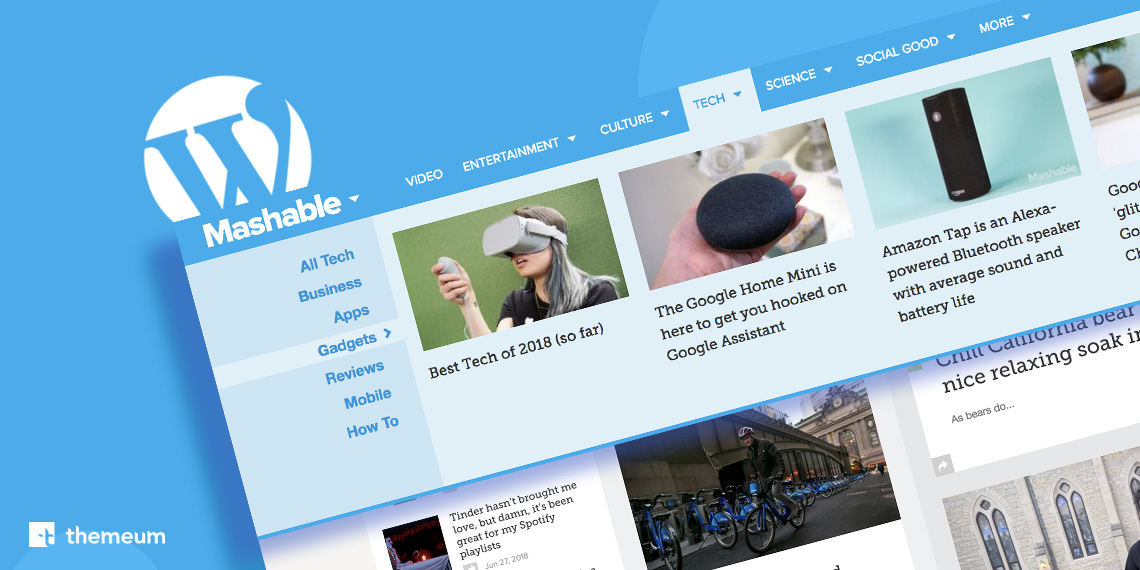 Mashable
VIDEO
ENTERTAINMENT
CULTURE
TECH
SCIENCE
SOCIAL GOOD
MORE
All Tech
Business
Apps
Gadgets
Reviews
Mobile
How To
Best Tech of 2018 (so far)
The Google Home Mini is
here to get you hooked on
Google Assistant
Mashable
Amazon Tap is an Alexa-
powered Bluetooth speaker
with average sound and
battery life
Goo
'glit
Go
Ch
Tinder hasn't brought me
love, but damn, it's been
great for my Spotify
playlists
Jun 27, 2018
Chill California bear
nice relaxing soak in
As bears do...
themeum